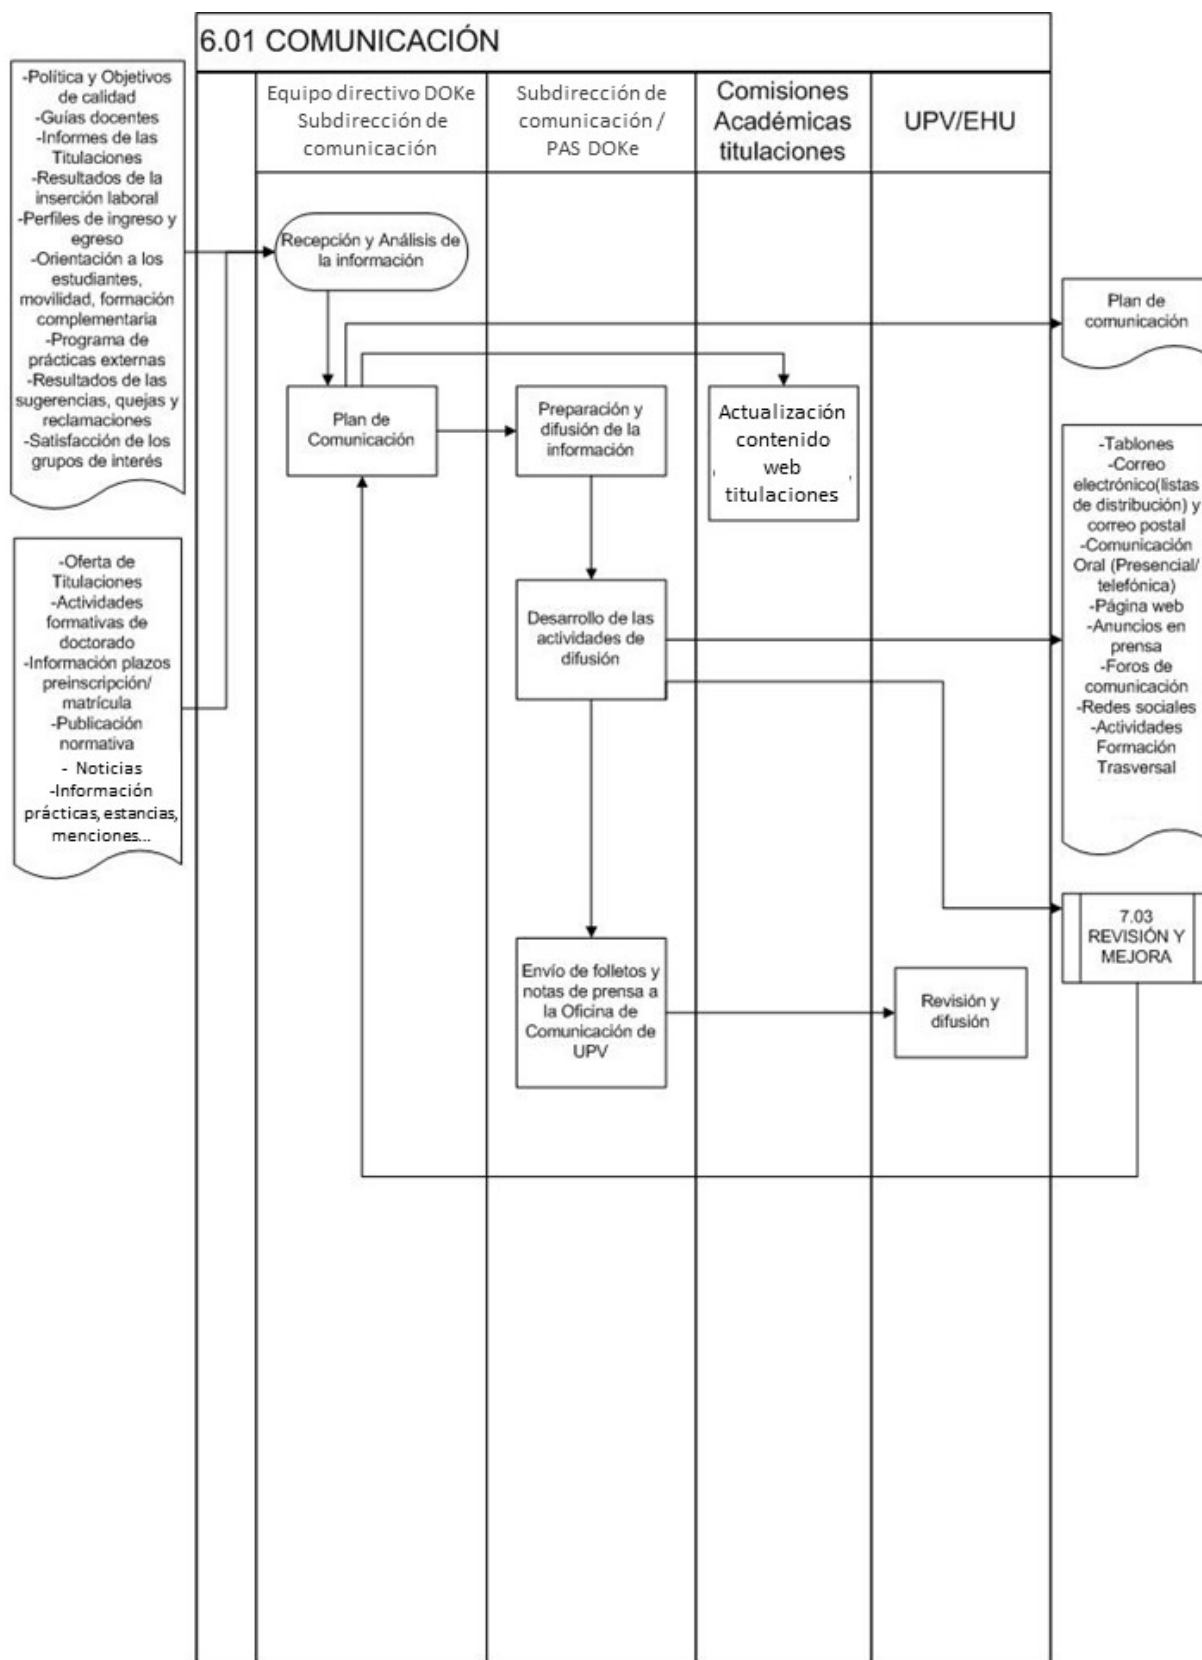 6.01 COMUNICACIÓN
Equipo directivo DOKe
Subdirección de
comunicación
Subdirección de
comunicación /
PAS DOKe
Comisiones
Académicas
titulaciones
UPV/EHU
-Política y Objetivos
de calidad
-Guías docentes
-Informes de las
Titulaciones
-Resultados de la
inserción laboral
-Perfiles de ingreso y
egreso
-Orientación a los
estudiantes,
movilidad, formación
complementaria
-Programa de
prácticas externas
-Resultados de las
sugerencias, quejas y
reclamaciones
-Satisfacción de los
grupos de interés
-Oferta de
Titulaciones
-Actividades
formativas de
doctorado
-Información plazos
preinscripción/
matrícula
-Publicación
normativa
- Noticias
-Información
prácticas, estancias,
menciones...
Recepción y Análisis de
la información
Plan de
Comunicación
Preparación y
difusión de la
información
Actualización
contenido
web
titulaciones
Desarrollo de las
actividades de
difusión
Envío de folletos y
notas de prensa a
la Oficina de
Comunicación de
UPV
Revisión y
difusión
Plan de
comunicación
-Tablones
-Correo
electrónico(listas
de distribución) y
correo postal
-Comunicación
Oral (Presencial/
telefónica)
-Página web
-Anuncios en
prensa
-Foros de
comunicación
-Redes sociales
-Actividades
Formación
Trasversal
7.03
REVISIÓN Y
MEJORA